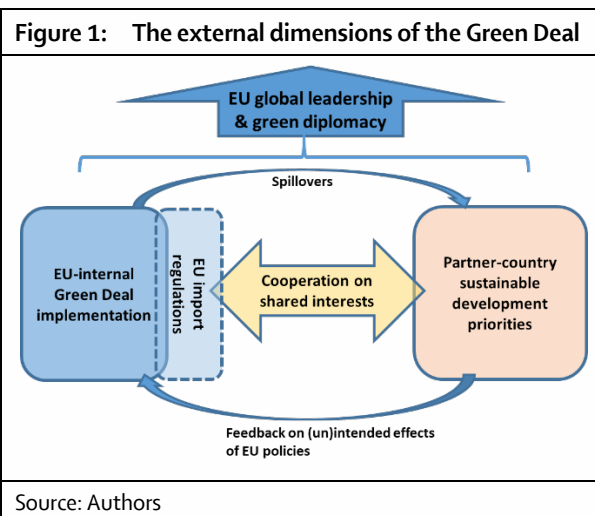 Figure 1: The external dimensions of the Green Deal
EU global leadership
& green diplomacy
Spillovers
EU-internal
Green Deal
implementation
EU import
regulations
Cooperation on
shared interests
Partner-country
sustainable
development
priorities
Feedback on (un)intended effects
of EU policies
Source: Authors